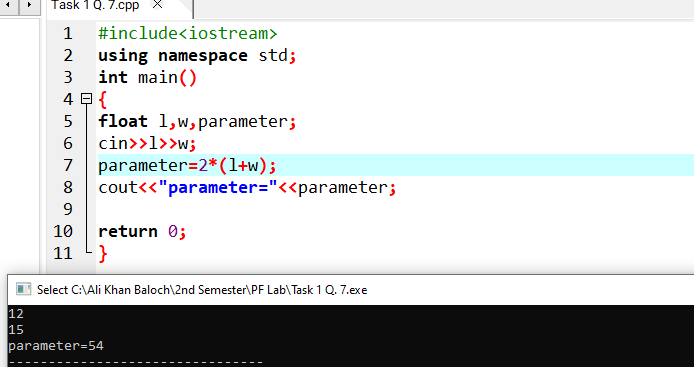 Task 1 Q. 7.cpp
1 #include<iostream>
2 using namespace std;
3 int main()
4 {
5 float l,w,parameter;
6 cin>>l>>w;
7 parameter=2*(l+w);
8 cout<<"parameter="<<parameter;
9
10 return 0;
11 }
Select C:\Ali Khan Baloch\2nd Semester\PF Lab\Task 1 Q. 7.exe
12
15
parameter=54
--------------------------------